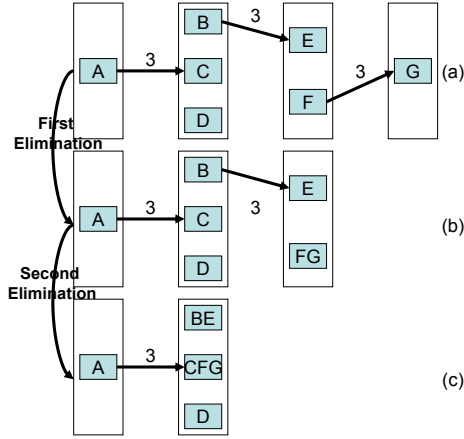 B
3
E
A
3
C
3
G
(a)
F
D
First
Elimination
B
E
A
3
C
3
(b)
FG
D
Second
Elimination
BE
A
3
CFG
(c)
D